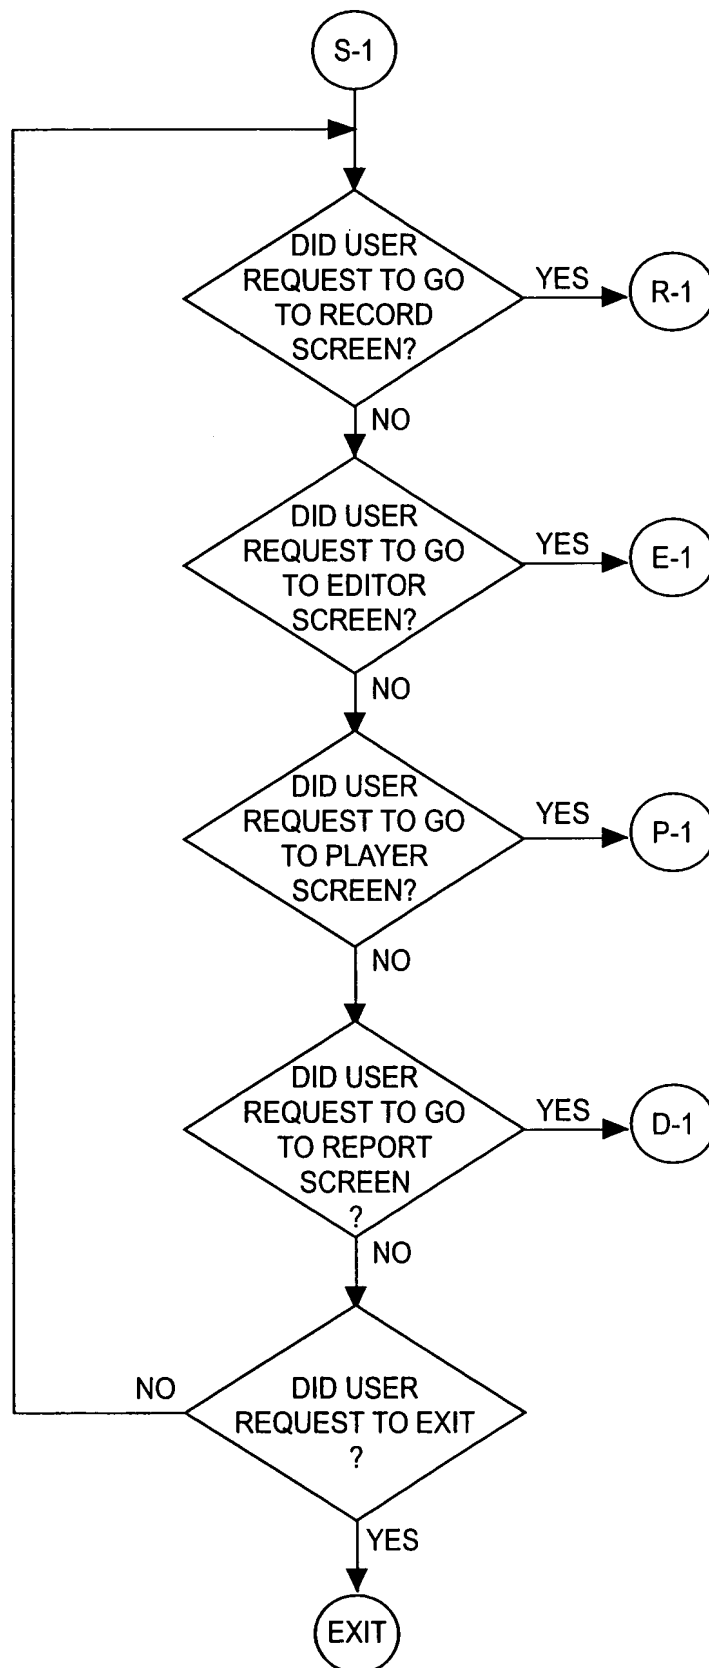 S-1
DID USER
REQUEST TO GO
TO RECORD
SCREEN?
YES
R-1
NO
DID USER
REQUEST TO GO
TO EDITOR
SCREEN?
YES
E-1
NO
DID USER
REQUEST TO GO
TO PLAYER
SCREEN?
YES
P-1
NO
DID USER
REQUEST TO GO
TO REPORT
SCREEN
?
YES
D-1
NO
DID USER
REQUEST TO EXIT
?
NO
YES
EXIT